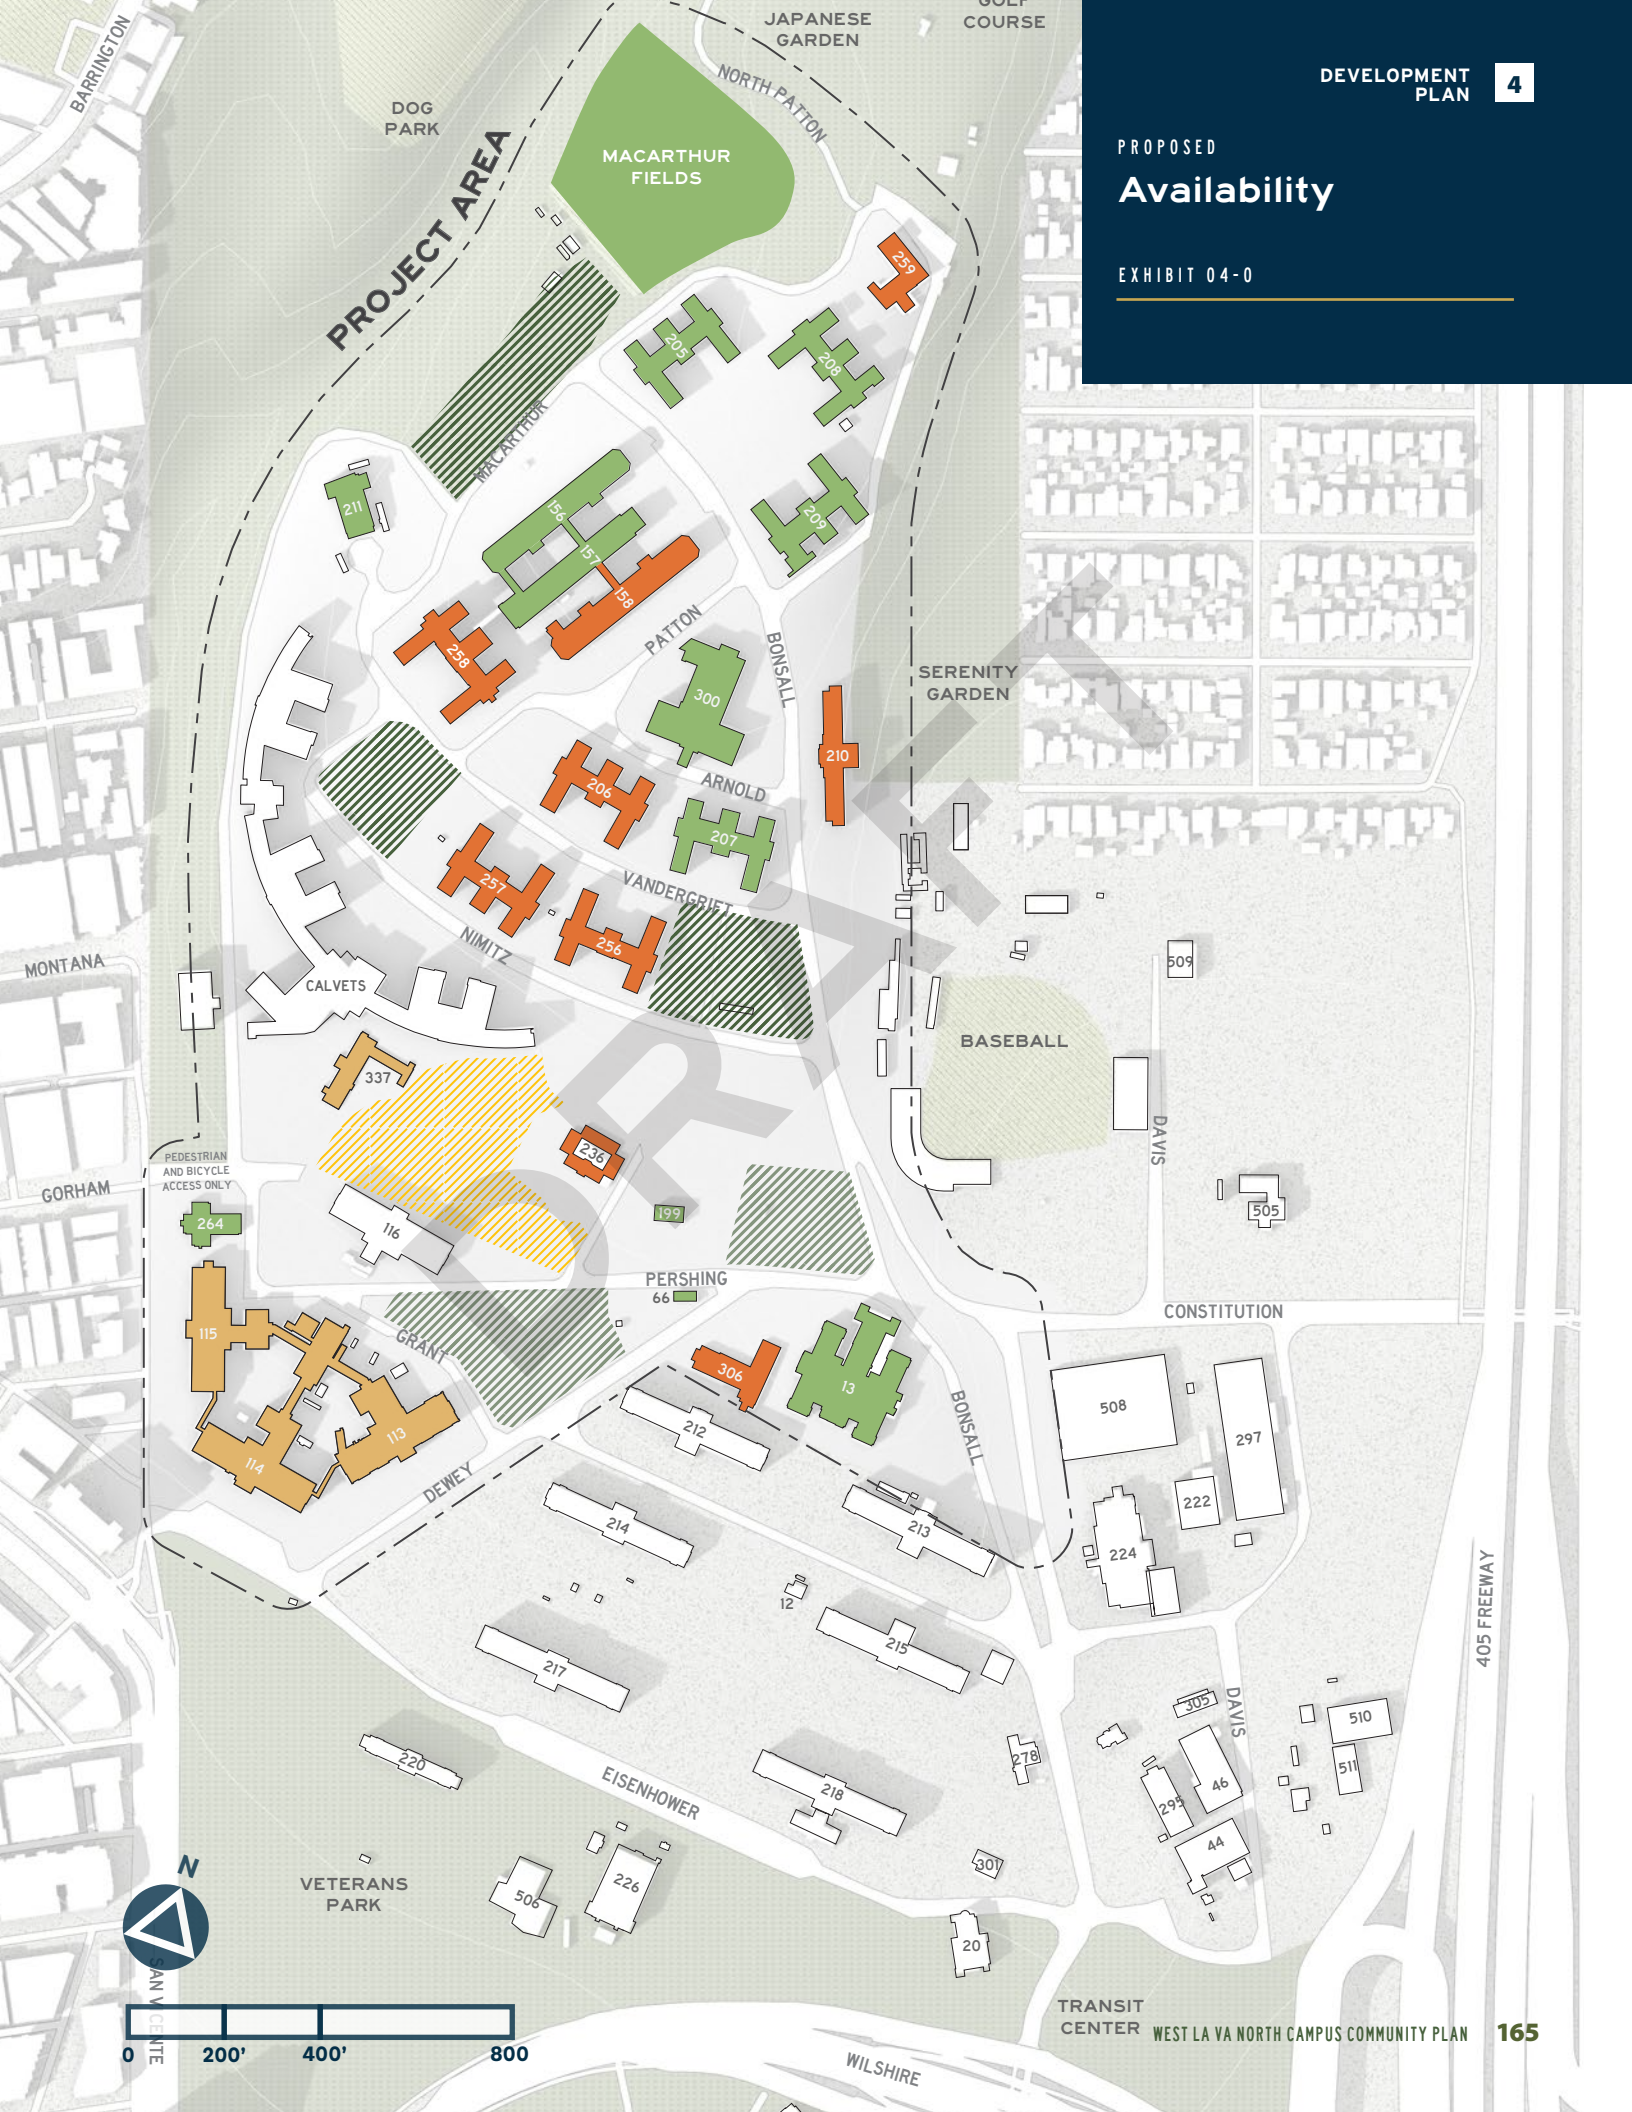 GOLF
COURSE
JAPANESE
GARDEN
DEVELOPMENT
PLAN
4
PROPOSED
Availability
EXHIBIT 04-0
BARRINGTON
NORTH PATTON
DOG
PARK
PROJECT AREA
MACARTHUR
FIELDS
259
205
208
MACARTHUR
211
156
209
157
158
PATTON
258
BONSALL
300
SERENITY
GARDEN
210
206
ARNOLD
207
257
VANDERGRIFT
256
NIMITZ
MONTANA
509
CALVETS
BASEBALL
337
DAVIS
236
PEDESTRIAN
AND BICYCLE
ACCESS ONLY
GORHAM
264
116
199
505
PERSHING
66
CONSTITUTION
115
GRANT
306
13
BONSALL
508
297
212
113
114
DEWEY
222
214
213
224
405 FREEWAY
12
215
217
305
DAVIS
510
278
220
EISENHOWER
218
46
511
295
44
301
N
VETERANS
PARK
506
226
20
SAN VICENTE
TRANSIT
CENTER
WEST LA VA NORTH CAMPUS COMMUNITY PLAN 165
0 200' 400' 800
WILSHIRE
DRAFT